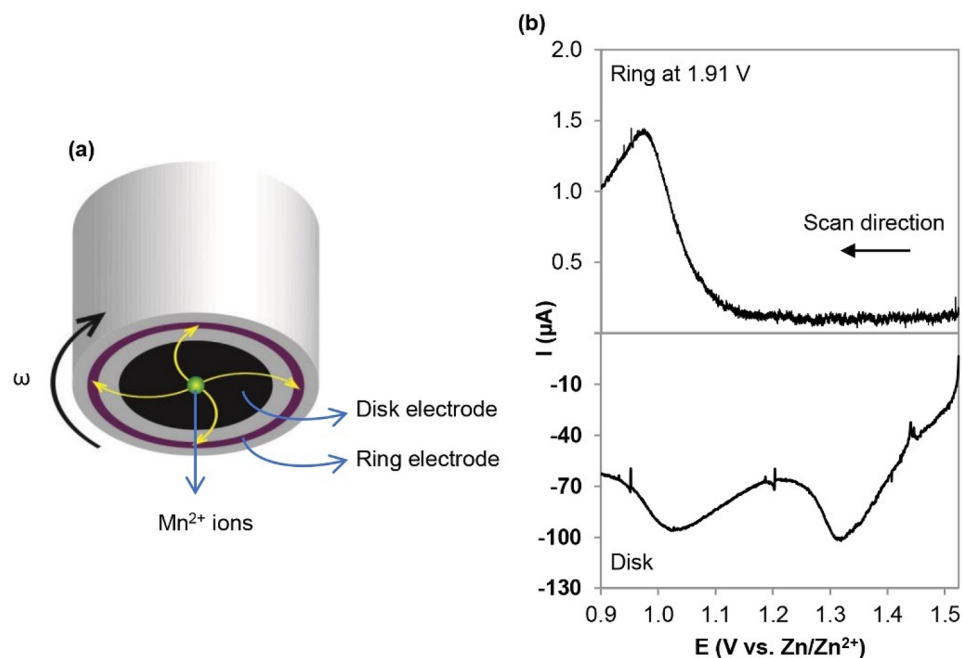 (a)
ω
Disk electrode
Ring electrode
Mn²⁺ ions
(b)
2.0
Ring at 1.91 V
1.5
1.0
Scan direction
0.5
I (µA)
-10
-40
-70
-100
Disk
-130
0.9 1.0 1.1 1.2 1.3 1.4 1.5
E (V vs. Zn/Zn²⁺)